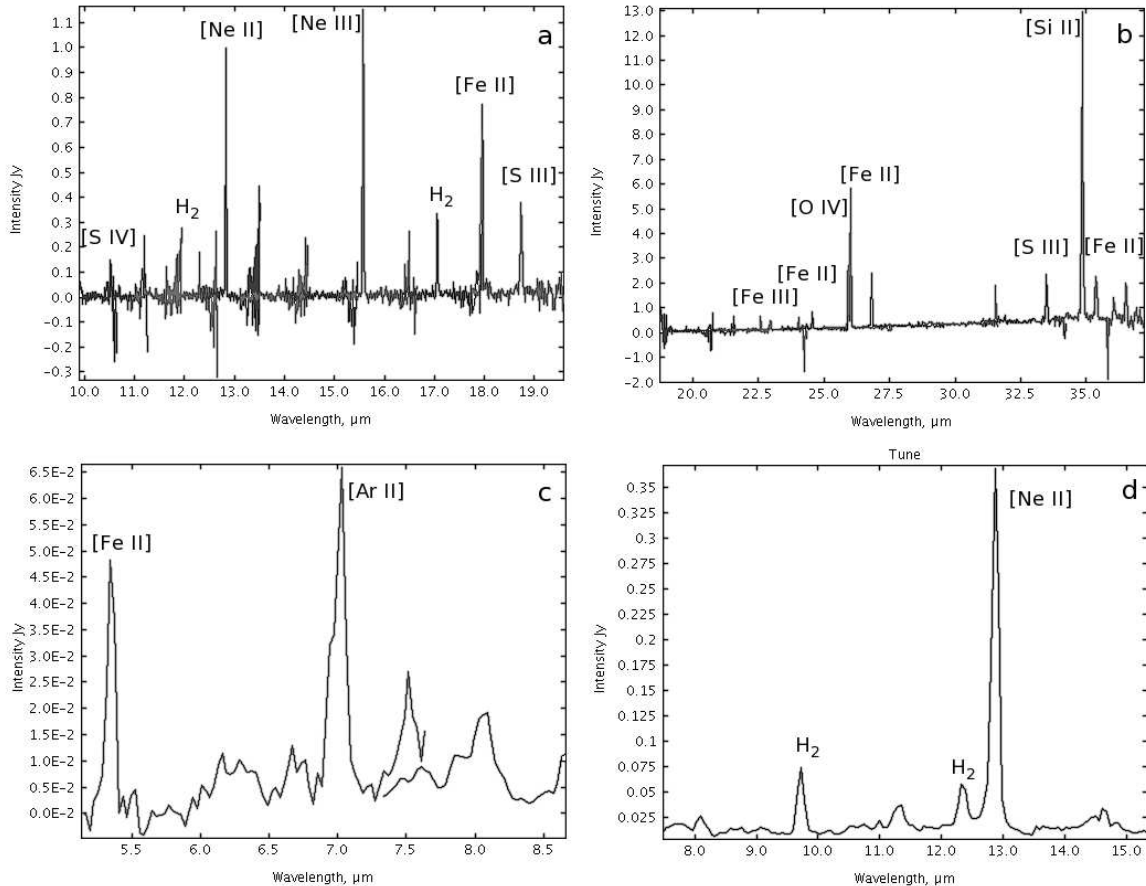 a
[Ne II]
[Ne III]
[Fe II]
[S III]
H2
H2
[S IV]
1.1
1.0
0.9
0.8
0.7
0.6
0.5
0.4
0.3
0.2
0.1
0.0
-0.1
-0.2
-0.3
Intensity Jy
10.0 11.0 12.0 13.0 14.0 15.0 16.0 17.0 18.0 19.0
Wavelength, μm
b
[Si II]
[Fe II]
[O IV]
[Fe II]
[Fe III]
[S III]
[Fe II]
13.0
12.0
11.0
10.0
9.0
8.0
7.0
6.0
5.0
4.0
3.0
2.0
1.0
0.0
-1.0
-2.0
Intensity Jy
20.0 22.5 25.0 27.5 30.0 32.5 35.0
Wavelength, μm
c
[Ar II]
[Fe II]
6.5E-2
6.0E-2
5.5E-2
5.0E-2
4.5E-2
4.0E-2
3.5E-2
3.0E-2
2.5E-2
2.0E-2
1.5E-2
1.0E-2
0.5E-2
0.0E-2
Intensity Jy
5.5 6.0 6.5 7.0 7.5 8.0 8.5
Wavelength, μm
Tune
d
[Ne II]
H2
H2
0.35
0.325
0.3
0.275
0.25
0.225
0.2
0.175
0.15
0.125
0.1
0.075
0.05
0.025
Intensity Jy
8.0 9.0 10.0 11.0 12.0 13.0 14.0 15.0
Wavelength, μm